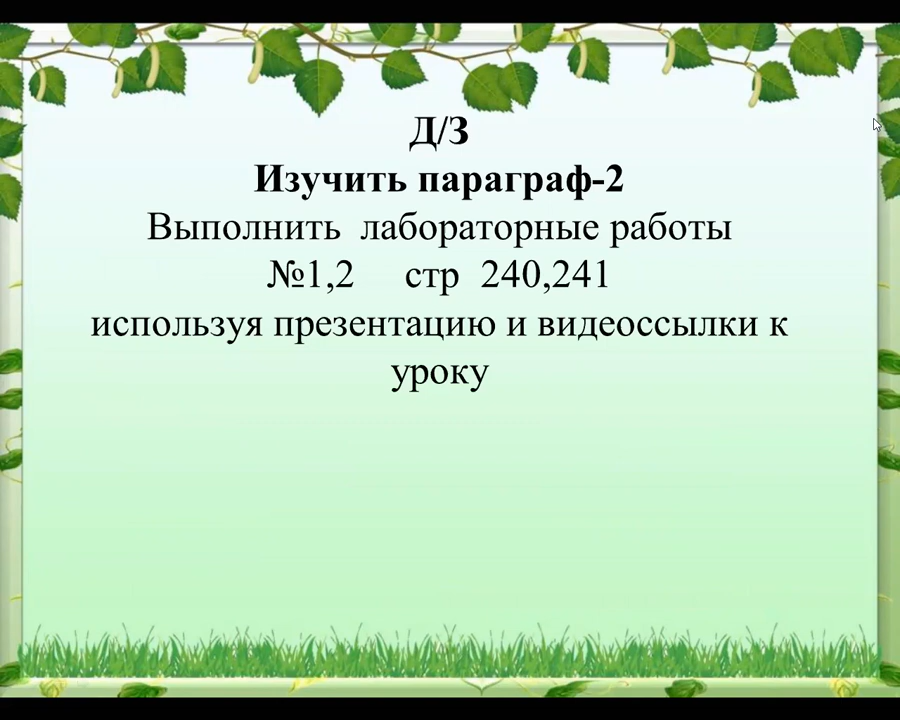 Д/З
Изучить параграф-2
Выполнить лабораторные работы
№1,2 стр 240,241
используя презентацию и видеоссылки к
уроку